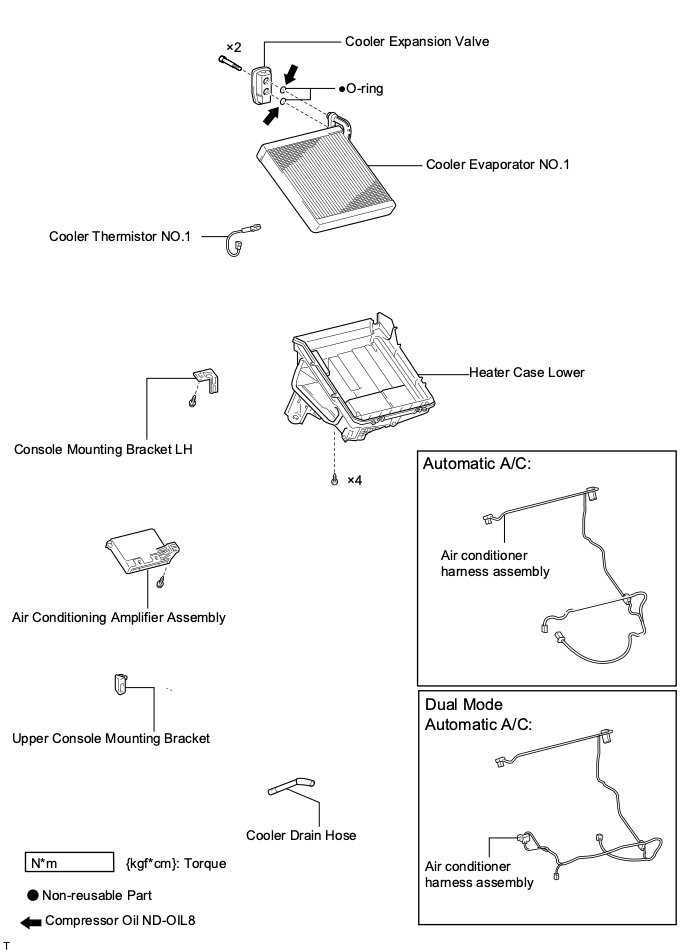 ×2
Cooler Expansion Valve
●O-ring
Cooler Evaporator NO.1
Cooler Thermistor NO.1
Heater Case Lower
Console Mounting Bracket LH
×4
Automatic A/C:
Air conditioner
harness assembly
Air Conditioning Amplifier Assembly
Dual Mode
Automatic A/C:
Upper Console Mounting Bracket
Cooler Drain Hose
Air conditioner
harness assembly
N*m {kgf*cm}: Torque
● Non-reusable Part
Compressor Oil ND-OIL8
T